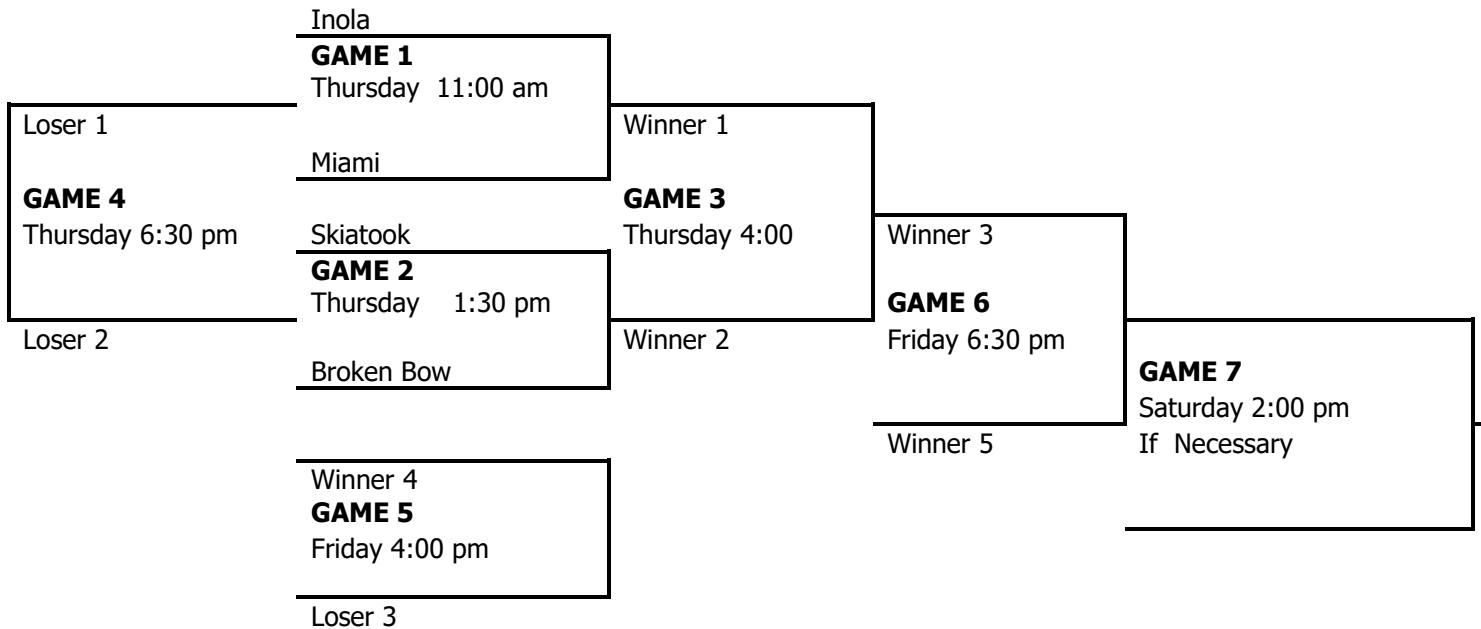 Inola
GAME 1
Thursday 11:00 am
Loser 1
Winner 1
Miami
GAME 4
GAME 3
Thursday 6:30 pm
Skiatook
Thursday 4:00
Winner 3
GAME 2
Thursday 1:30 pm
GAME 6
Loser 2
Winner 2
Friday 6:30 pm
Broken Bow
GAME 7
Saturday 2:00 pm
Winner 5
If Necessary
Winner 4
GAME 5
Friday 4:00 pm
Loser 3